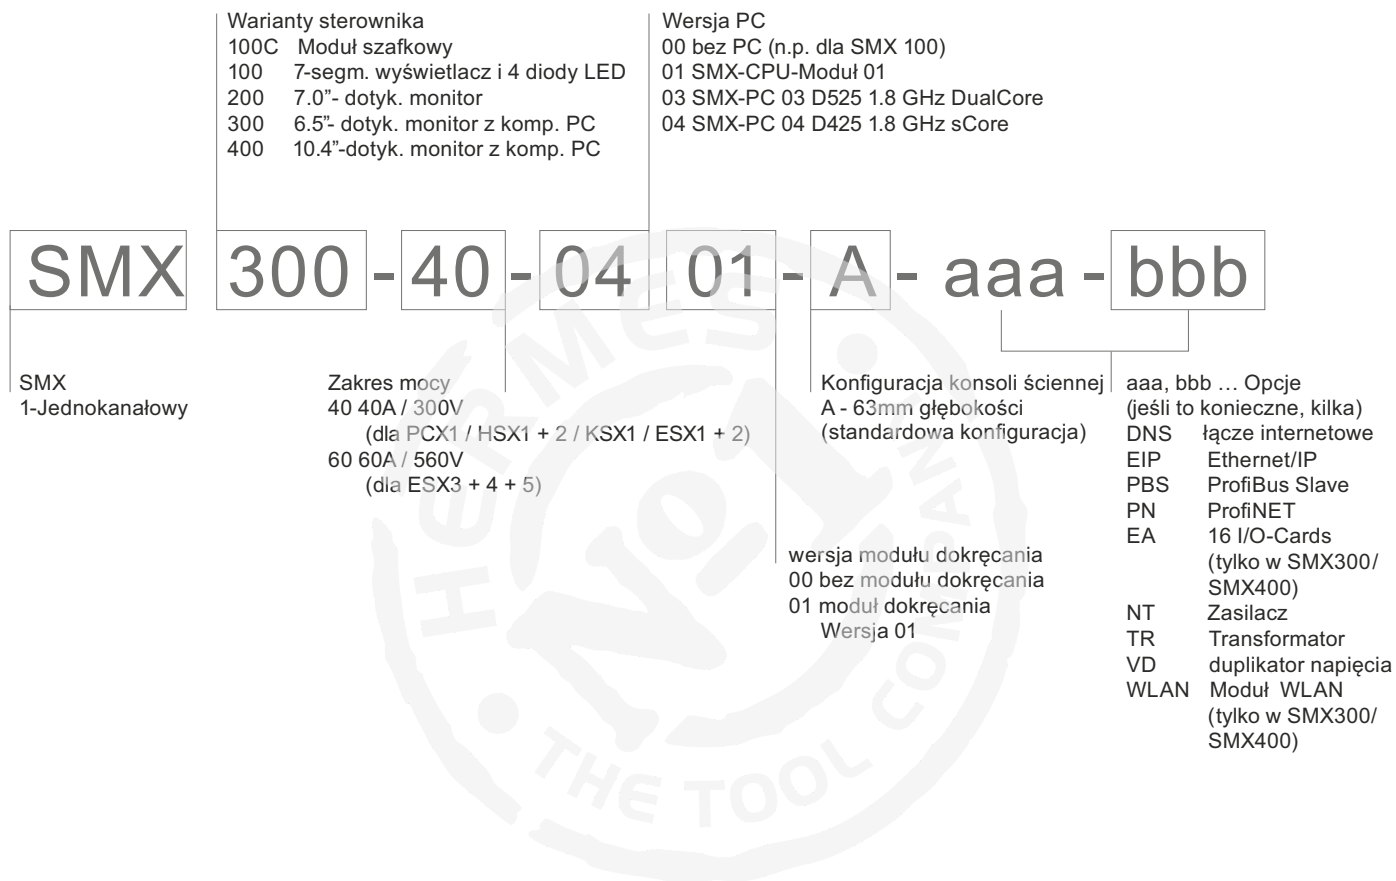 Warianty sterownika
100C Moduł szafkowy
100 7-segm. wyświetlacz i 4 diody LED
200 7.0”- dotyk. monitor
300 6.5”- dotyk. monitor z komp. PC
400 10.4”-dotyk. monitor z komp. PC
Wersja PC
00 bez PC (n.p. dla SMX 100)
01 SMX-CPU-Moduł 01
03 SMX-PC 03 D525 1.8 GHz DualCore
04 SMX-PC 04 D425 1.8 GHz sCore
SMX 300 - 40 - 04 01 - A - aaa - bbb
SMX
1-Jednokanałowy
Zakres mocy
40 40A / 300V
(dla PCX1 / HSX1 + 2 / KSX1 / ESX1 + 2)
60 60A / 560V
(dla ESX3 + 4 + 5)
wersja modułu dokręcania
00 bez modułu dokręcania
01 moduł dokręcania
Wersja 01
Konfiguracja konsoli ściennej
A - 63mm głębokości
(standardowa konfiguracja)
aaa, bbb ... Opcje
(jeśli to konieczne, kilka)
DNS łącze internetowe
EIP Ethernet/IP
PBS ProfiBus Slave
PN ProfiNET
EA 16 I/O-Cards
(tylko w SMX300/
SMX400)
NT Zasilacz
TR Transformator
VD duplikator napięcia
WLAN Moduł WLAN
(tylko w SMX300/
SMX400)
HERMES
No1
THE TOOL COMPANY